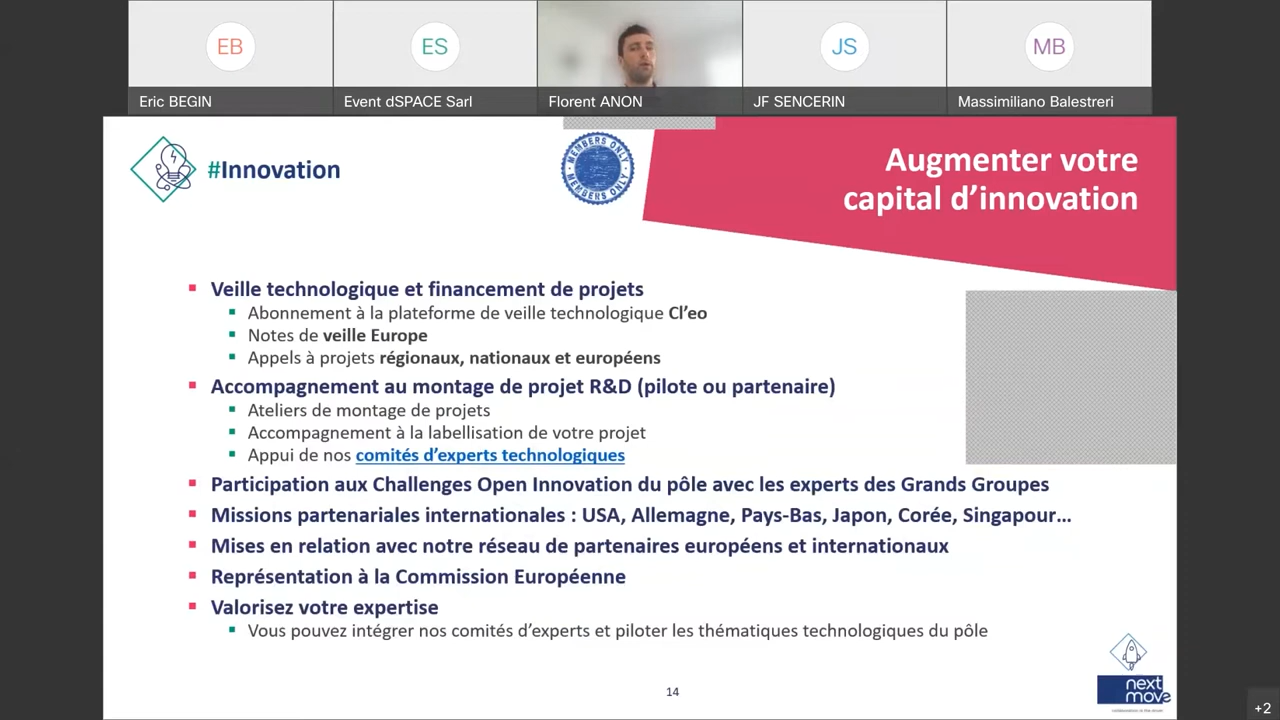 EB
ES
JS
MB
Eric BEGIN
Event dSPACE Sarl
Florent ANON
JF SENCERIN
Massimiliano Balestreri
#Innovation
MEMBERS ONLY
MEMBERS ONLY
Augmenter votre
capital d’innovation
Veille technologique et financement de projets
Abonnement à la plateforme de veille technologique Cl’eo
Notes de veille Europe
Appels à projets régionaux, nationaux et européens
Accompagnement au montage de projet R&D (pilote ou partenaire)
Ateliers de montage de projets
Accompagnement à la labellisation de votre projet
Appui de nos comités d’experts technologiques
Participation aux Challenges Open Innovation du pôle avec les experts des Grands Groupes
Missions partenariales internationales : USA, Allemagne, Pays-Bas, Japon, Corée, Singapour…
Mises en relation avec notre réseau de partenaires européens et internationaux
Représentation à la Commission Européenne
Valorisez votre expertise
Vous pouvez intégrer nos comités d’experts et piloter les thématiques technologiques du pôle
14
next
move
+2